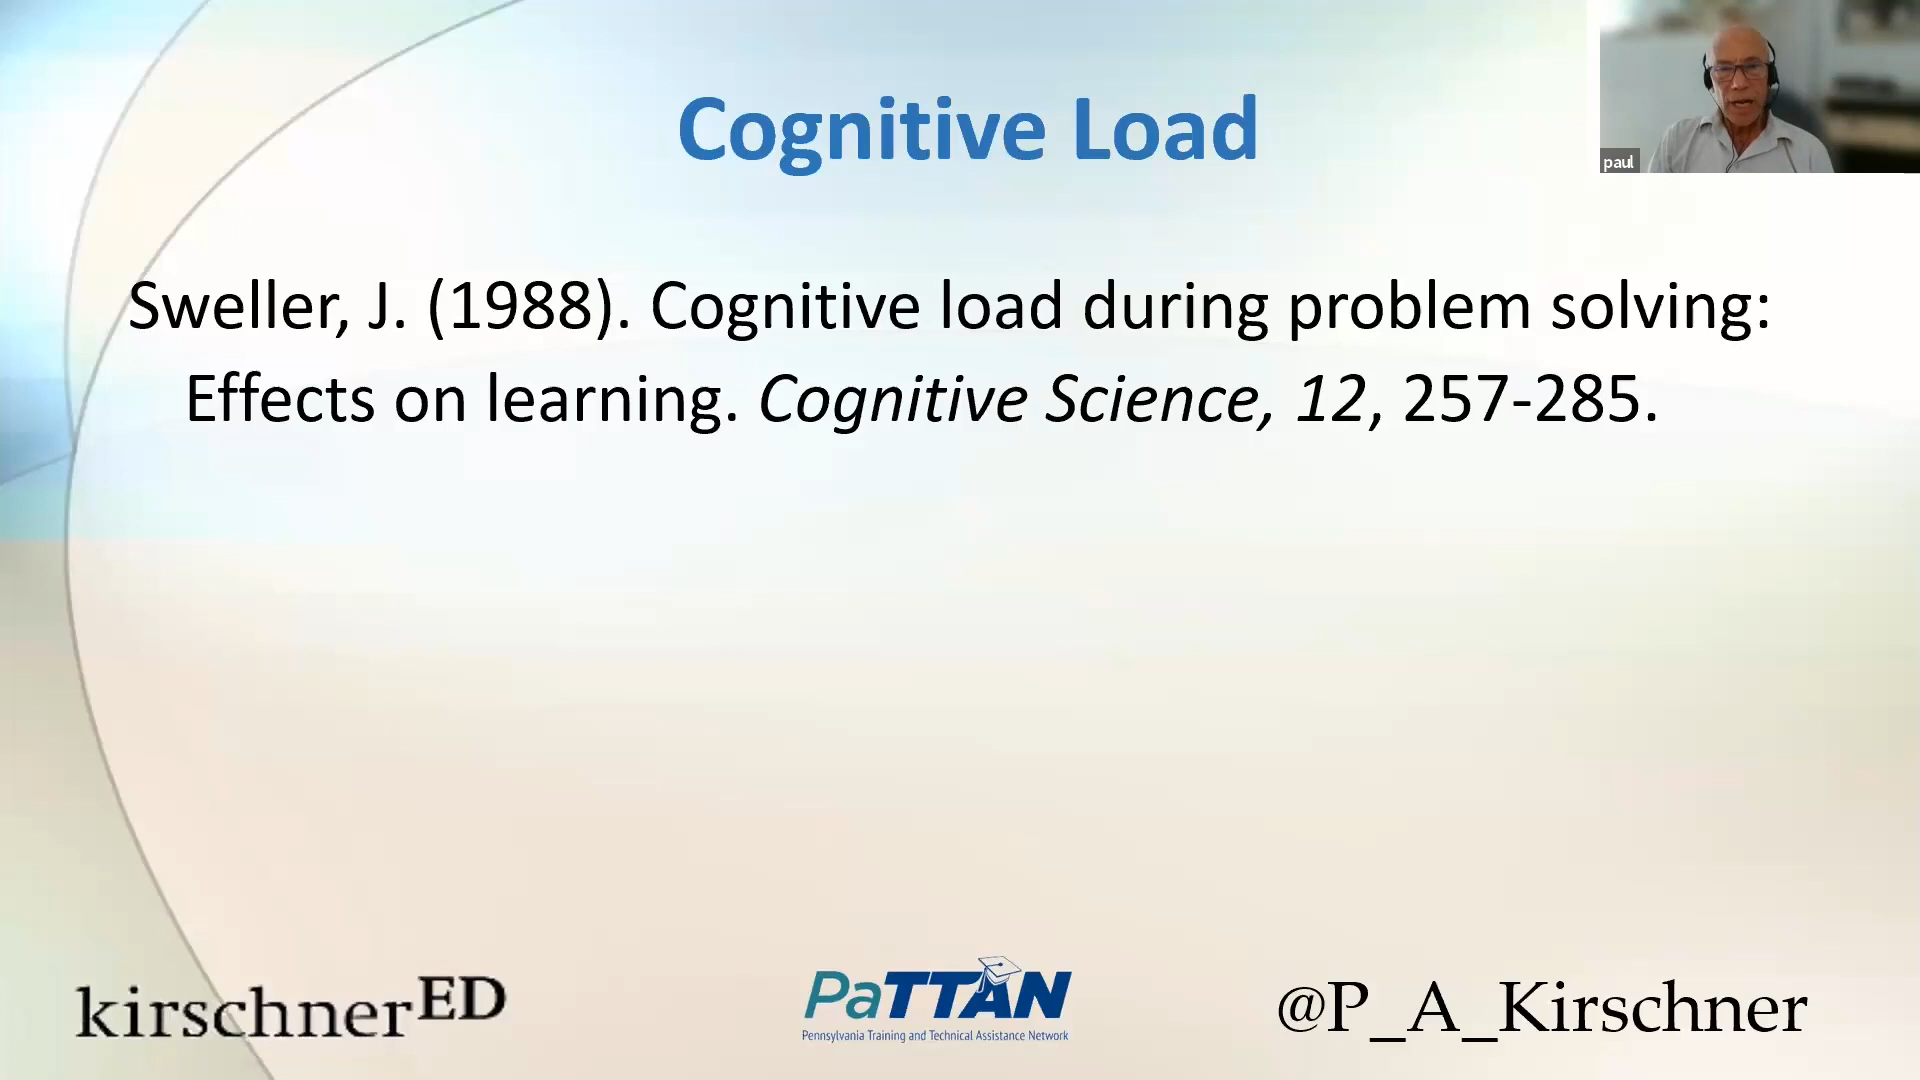 Cognitive Load
paul
Sweller, J. (1988). Cognitive load during problem solving:
Effects on learning. Cognitive Science, 12, 257-285.
kirschnerED
PaTTAN
Pennsylvania Training and Technical Assistance Network
@P_A_Kirschner